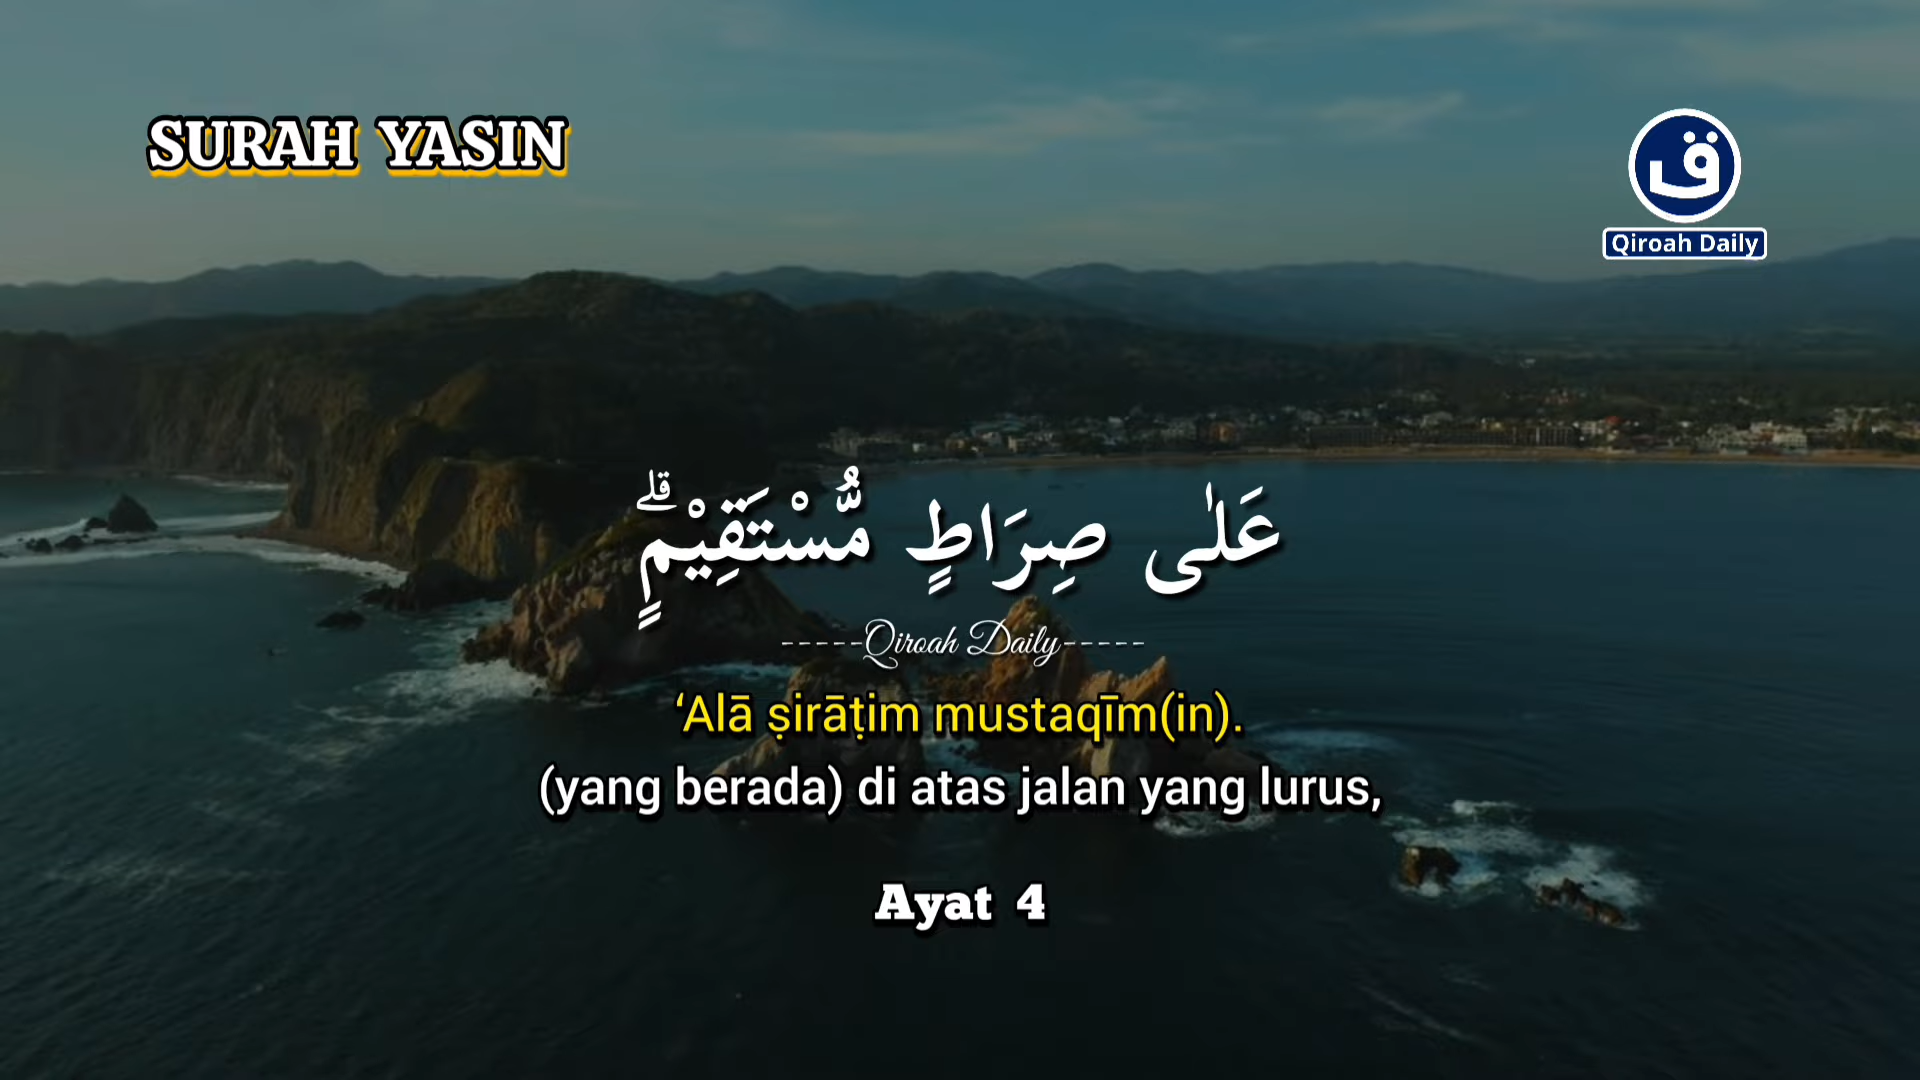 SURAH YASIN
ق
Qiroah Daily
عَلٰى صِرَاطٍ مُّسْتَقِيْمٍۗ
-----Qiroah Daily-----
‘Alā ṣirāṭim mustaqīm(in).
(yang berada) di atas jalan yang lurus,
Ayat 4